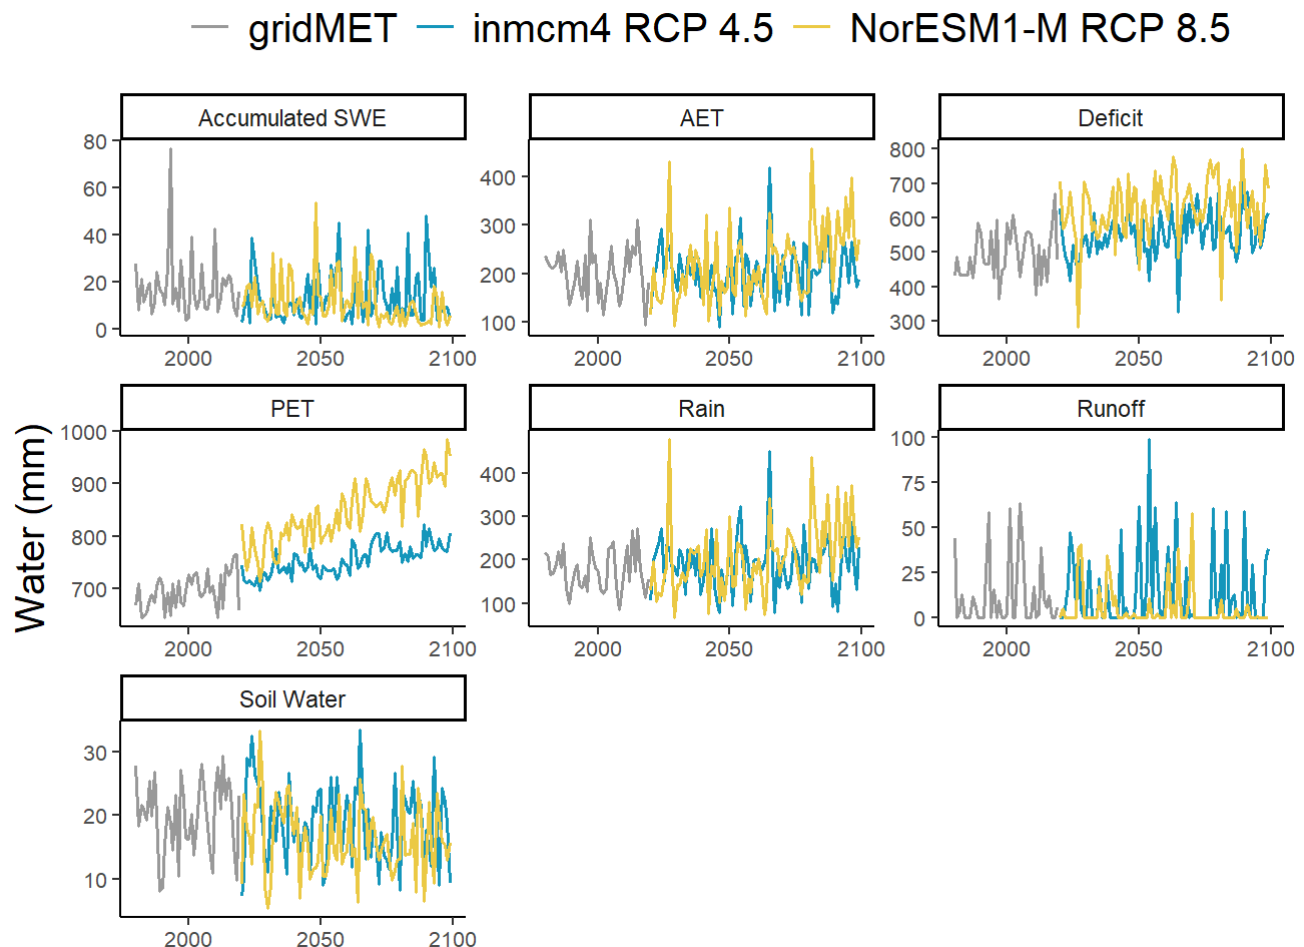 gridMET inmcm4 RCP 4.5 NorESM1-M RCP 8.5
Accumulated SWE
80
60
40
20
0
2000 2050 2100
AET
400
300
200
100
2000 2050 2100
Deficit
800
700
600
500
400
300
2000 2050 2100
Water (mm)
PET
1000
900
800
700
2000 2050 2100
Rain
400
300
200
100
2000 2050 2100
Runoff
100
75
50
25
0
2000 2050 2100
Soil Water
30
20
10
2000 2050 2100